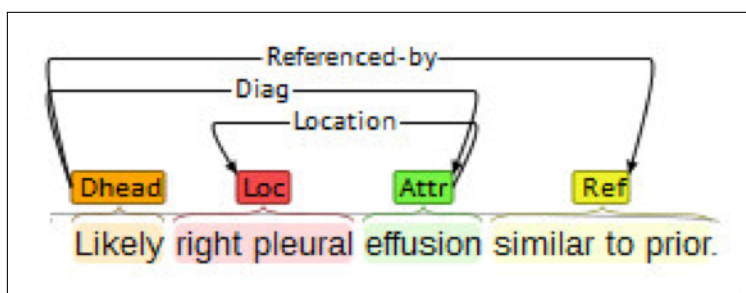 Referenced-by
Diag
Location
Dhead Loc Attr Ref
Likely right pleural effusion similar to prior.